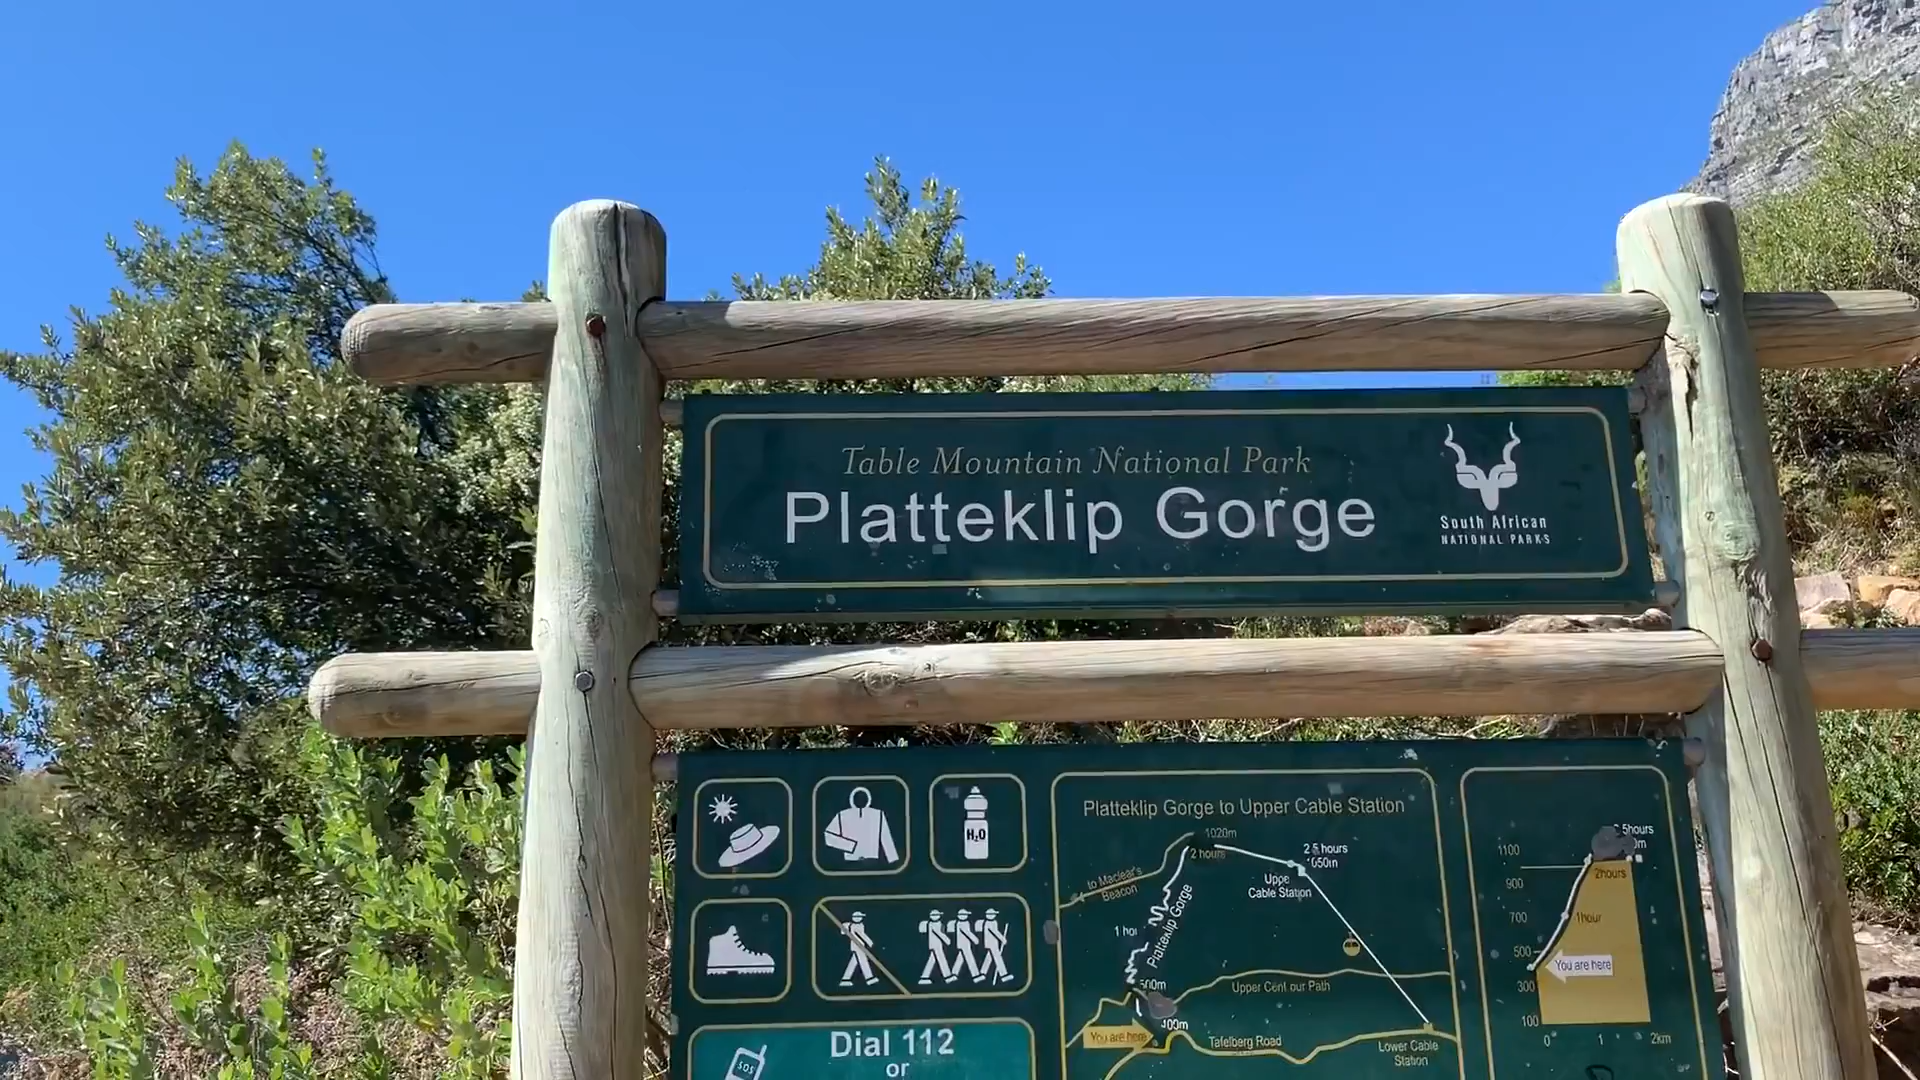 Table Mountain National Park
Platteklip Gorge
South African
NATIONAL PARKS
H₂O
Dial 112
or
SOS
Platteklip Gorge to Upper Cable Station
1020m
2 hours
2.5 hours
1050m
to Maclear's
Beacon
Cable Station
Platteklip Gorge
1 hou
500m
Upper Contour Path
400m
You are here
Tafelberg Road
Lower Cable
Station
5hours
1100
2hours
900
700
1hour
500
You are here
300
100
0 1 2km